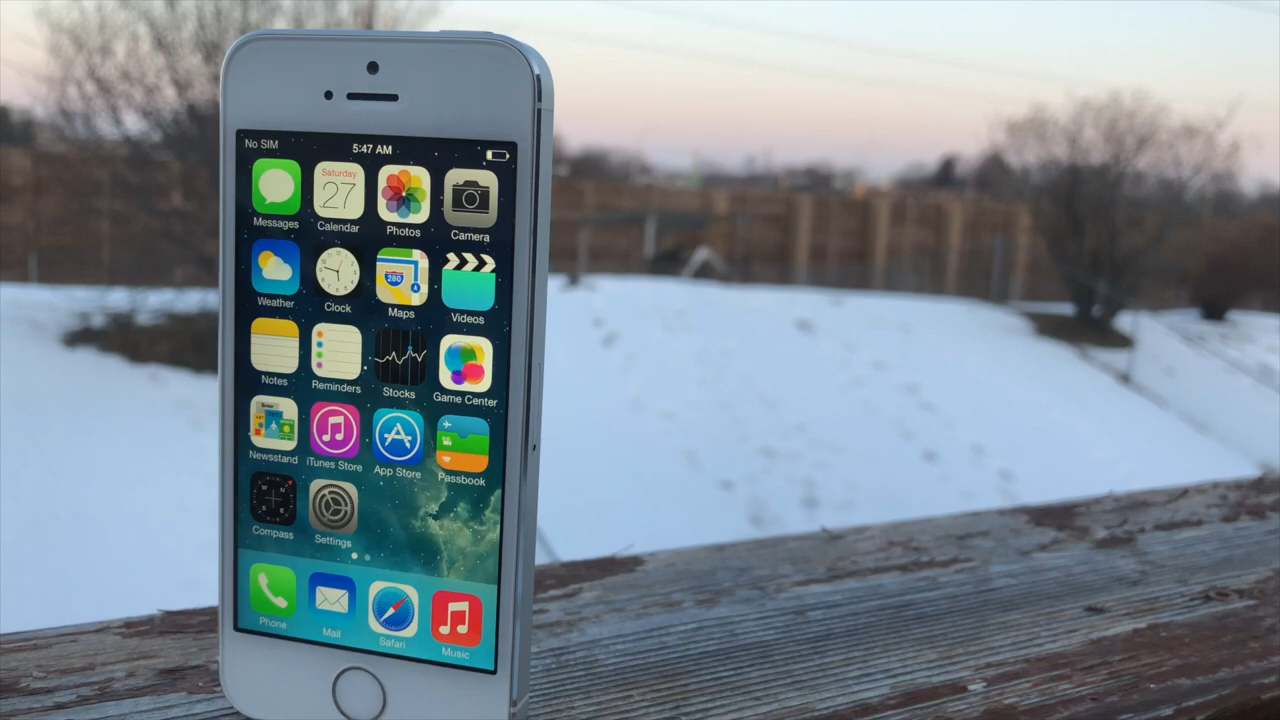 No SIM 5:47 AM
Messages
Saturday
27
Calendar
Photos
Camera
Weather
Clock
280
Maps
Videos
Notes
Reminders
Stocks
Game Center
Newsstand
iTunes Store
App Store
Passbook
Compass
Settings
Phone
Mail
Safari
Music